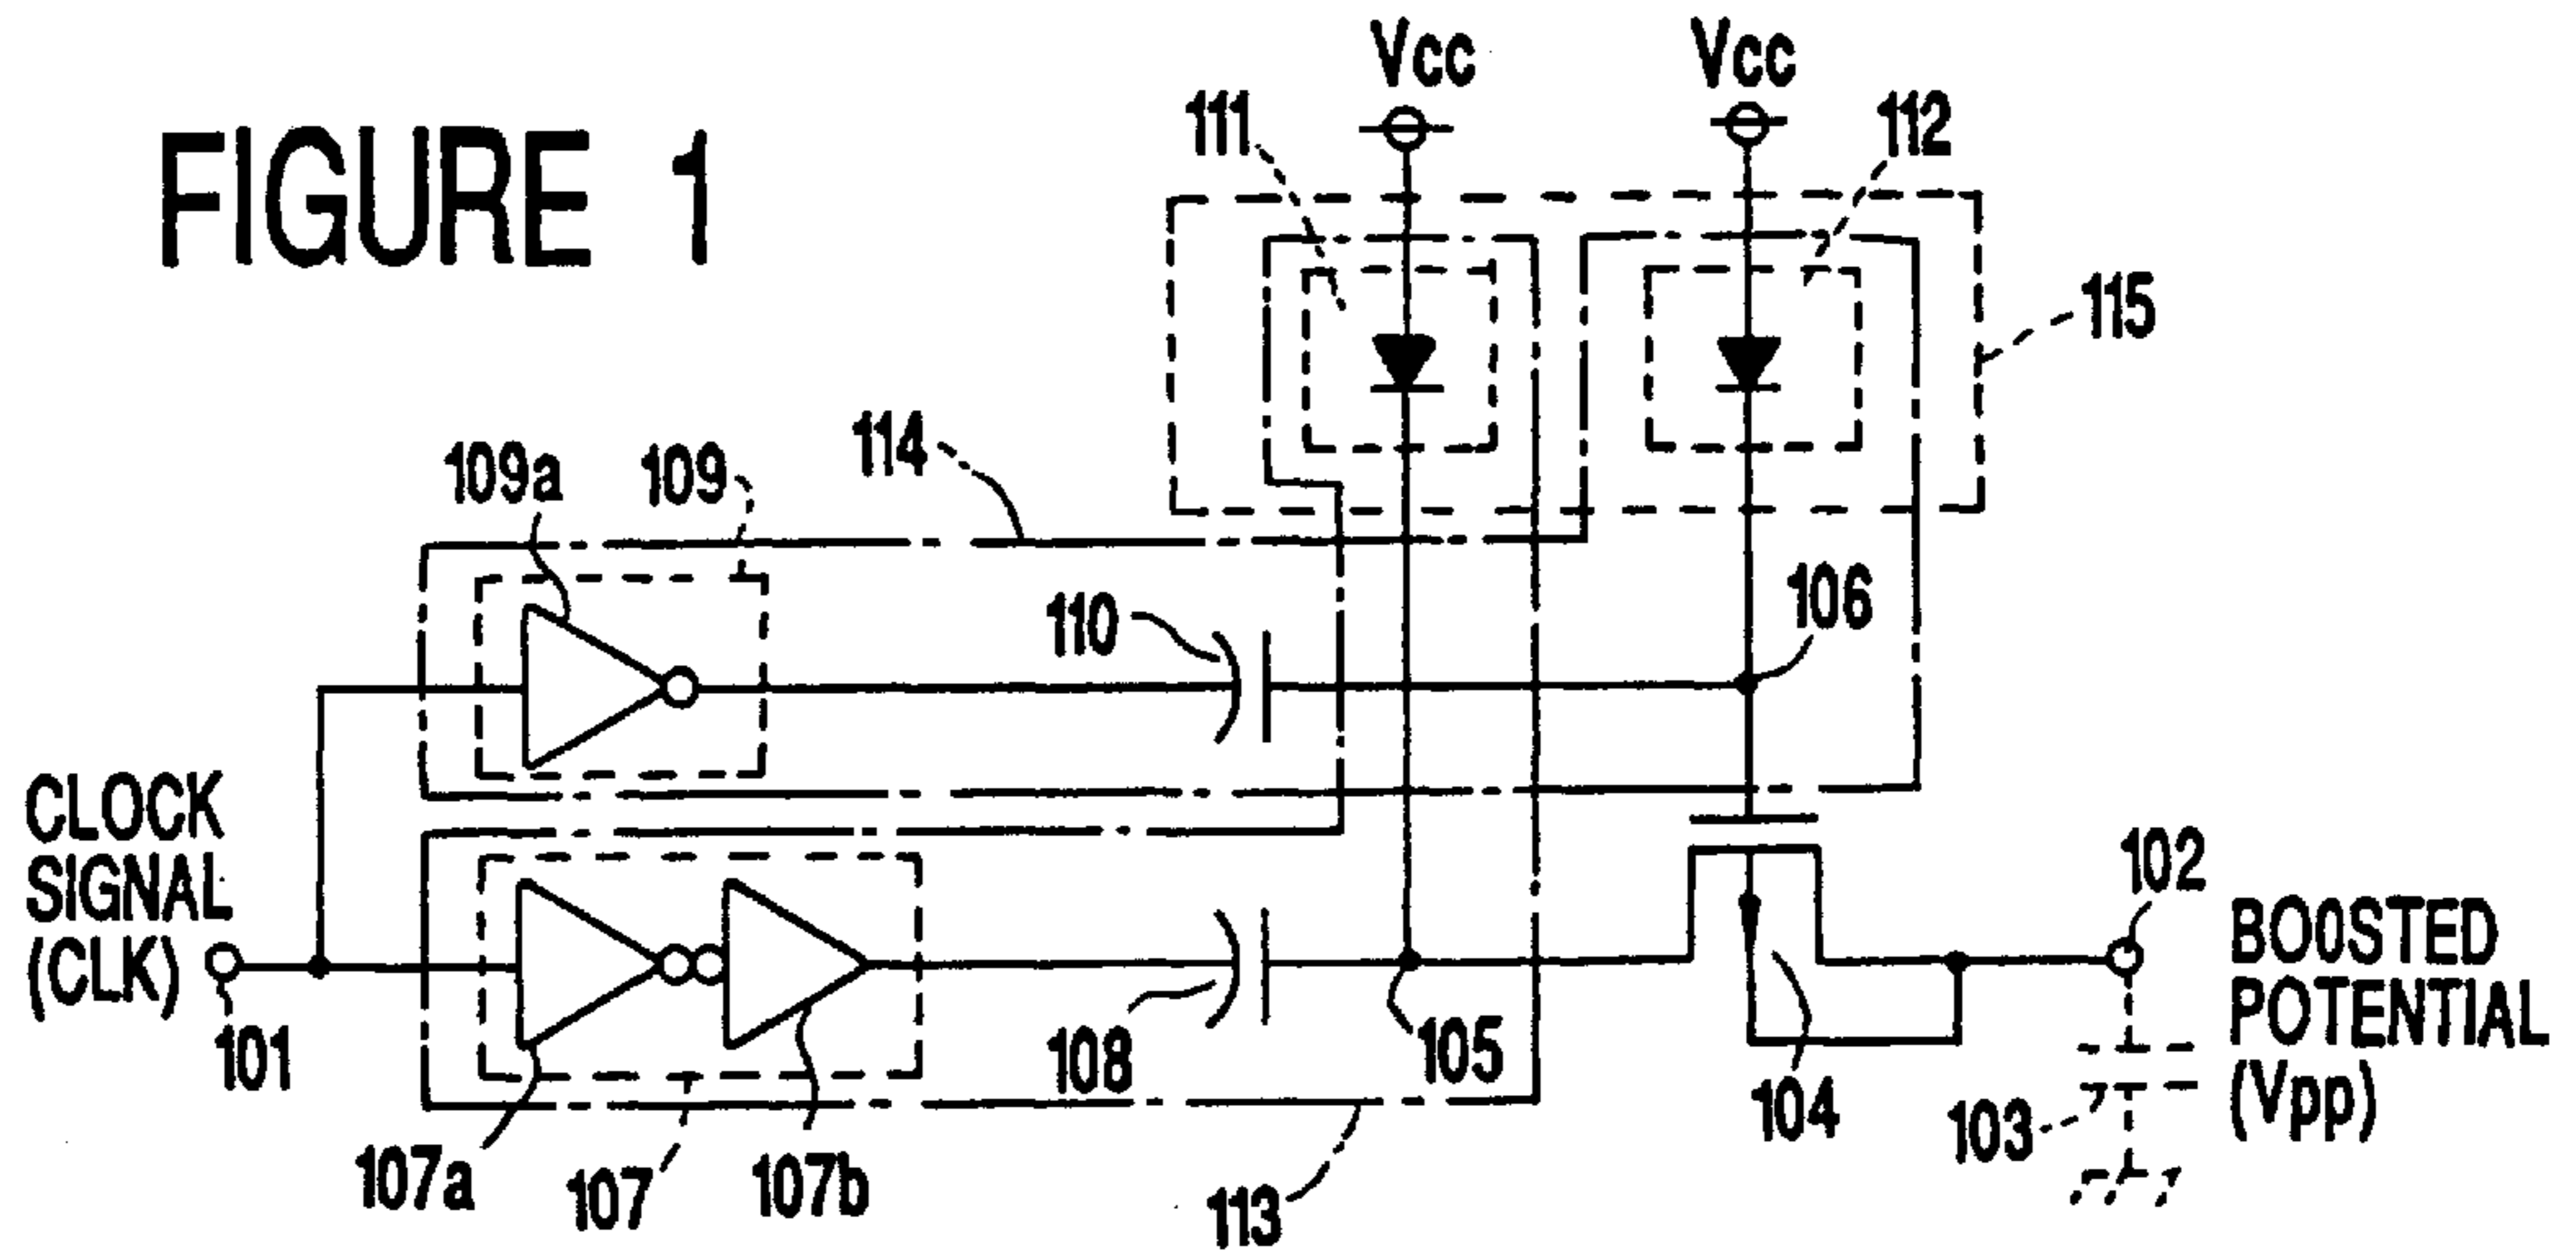 FIGURE 1
Vcc
Vcc
111
112
115
114
109a
109
110
106
CLOCK
SIGNAL
(CLK)
101
102
BOOSTED
POTENTIAL
(Vpp)
108
105
104
103
107a
107
107b
113